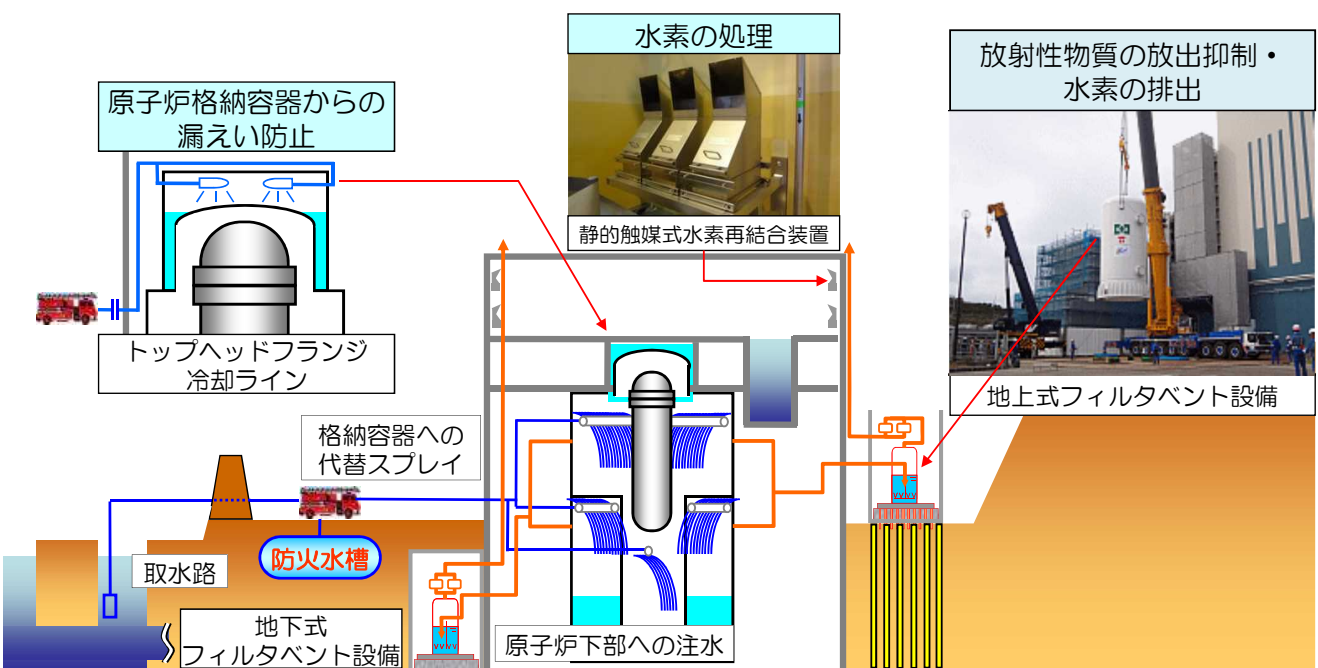 水素の処理
放射性物質の放出抑制・
水素の排出
原子炉格納容器からの
漏えい防止
静的触媒式水素再結合装置
トップヘッドフランジ
冷却ライン
地上式フィルタベント設備
格納容器への
代替スプレイ
防火水槽
取水路
地下式
フィルタベント設備
原子炉下部への注水